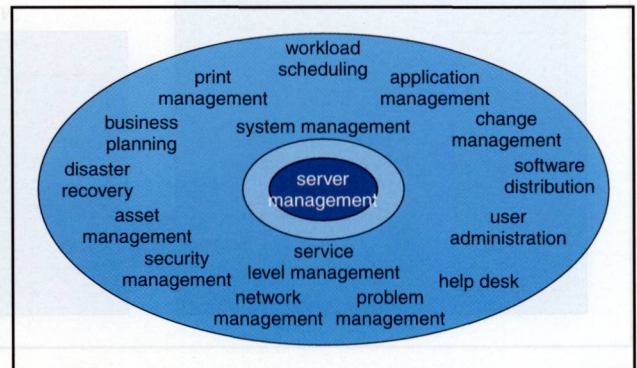 workload
scheduling
print
management
application
management
business
planning
system management
change
management
disaster
recovery
server
management
software
distribution
asset
management
user
administration
security
management
service
level management
help desk
network
management
problem
management